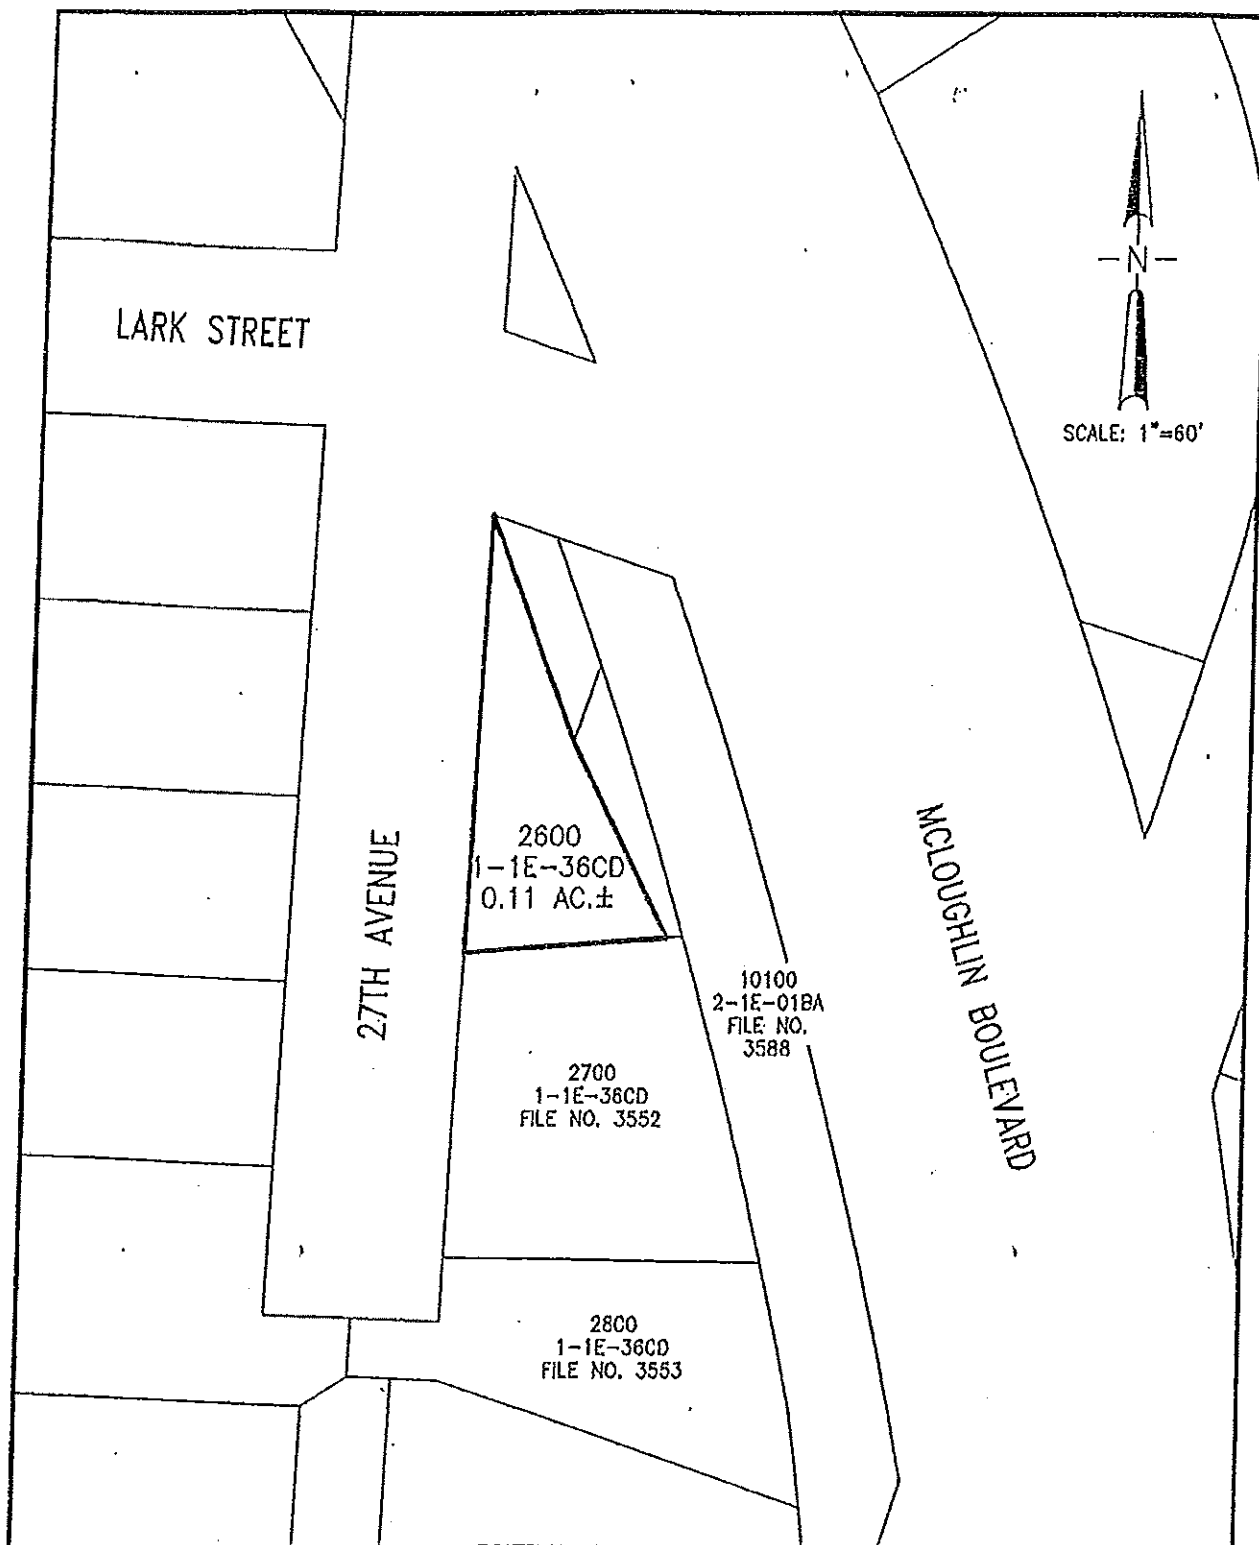 LARK STREET
-N-
SCALE: 1"=60'
2600
1-1E-36CD
0.11 AC.±
27TH AVENUE
MCLOUGHLIN BOULEVARD
10100
2-1E-01BA
FILE NO.
3588
2700
1-1E-36CD
FILE NO. 3552
2800
1-1E-36CD
FILE NO. 3553